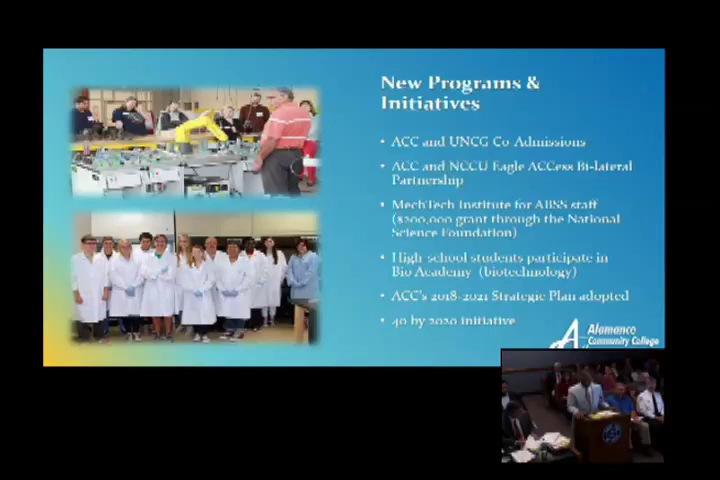 New Programs &
Initiatives
• ACC and UNCG Co-Admissions
• ACC and NCCU Eagle ACCess Bi-lateral
Partnership
• MechTech Institute for ABSS staff
($200,000 grant through the National
Science Foundation)
• High-school students participate in
Bio Academy (biotechnology)
• ACC's 2018-2021 Strategic Plan adopted
• 40 by 2020 initiative
Alamance
Community College